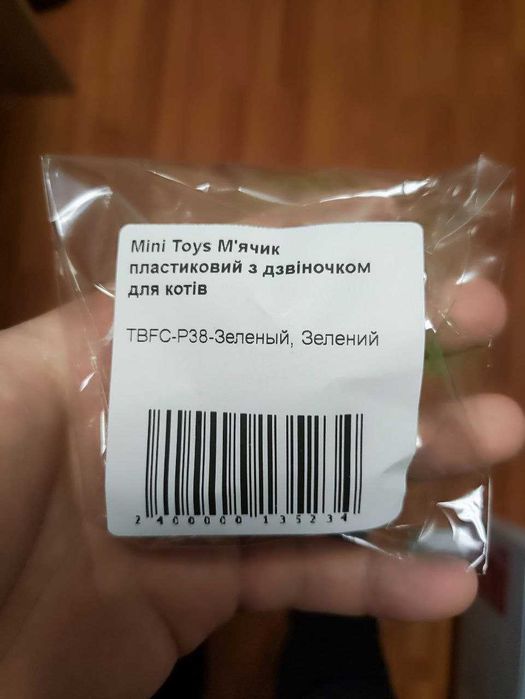 Mini Toys М'ячик
пластиковий з дзвіночком
для котів
TBFC-P38-Зеленый, Зелений
2400000135234